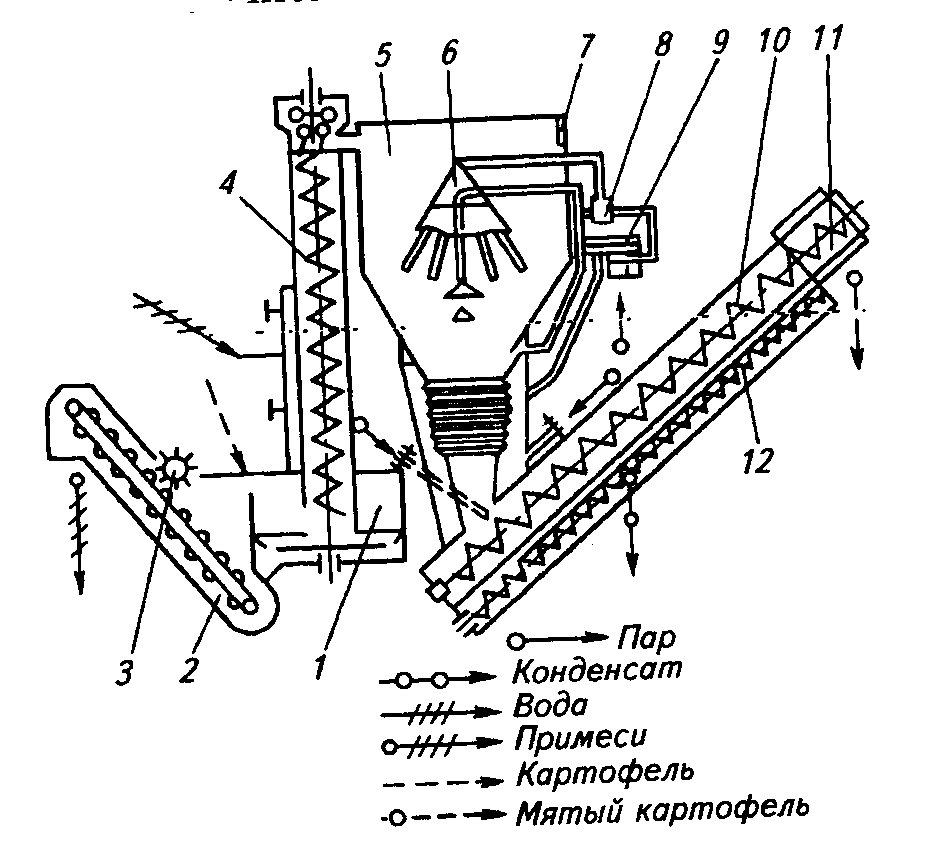 5 6 7 8 9 10 11
4
12
3 2 1
Пар
Конденсат
Вода
Примеси
Картофель
Мятый картофель